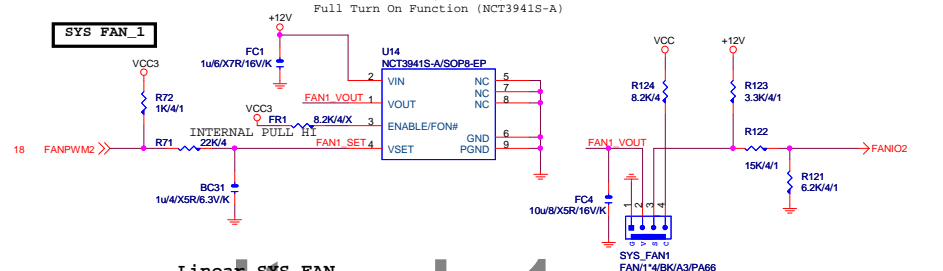 Full Turn On Function (NCT3941S-A)
SYS FAN_1
+12V
FC1
1u/6/X7R/16V/K
U14
NCT3941S-A/SOP8-EP
2 VIN NC 5
NC 7
FAN1_VOUT 1 VOUT NC 8
VCC3
FR1 8.2K/4/X 3 ENABLE/FON#
GND 6
FAN1_SET 4 VSET PGND 9
INTERNAL PULL HI
VCC3
R72
1K/4/1
18 FANPWM2
R71 22K/4
BC31
1u/4/X5R/6.3V/K
VCC
+12V
R124
8.2K/4
R123
3.3K/4/1
R122
15K/4/1
FANIO2
R121
6.2K/4/1
FAN1_VOUT
FC4
10u/8/X5R/16V/K
1 2 3 4
G V S C
SYS_FAN1
FAN/1*4/BK/A3/PA66
Linear SYS FAN